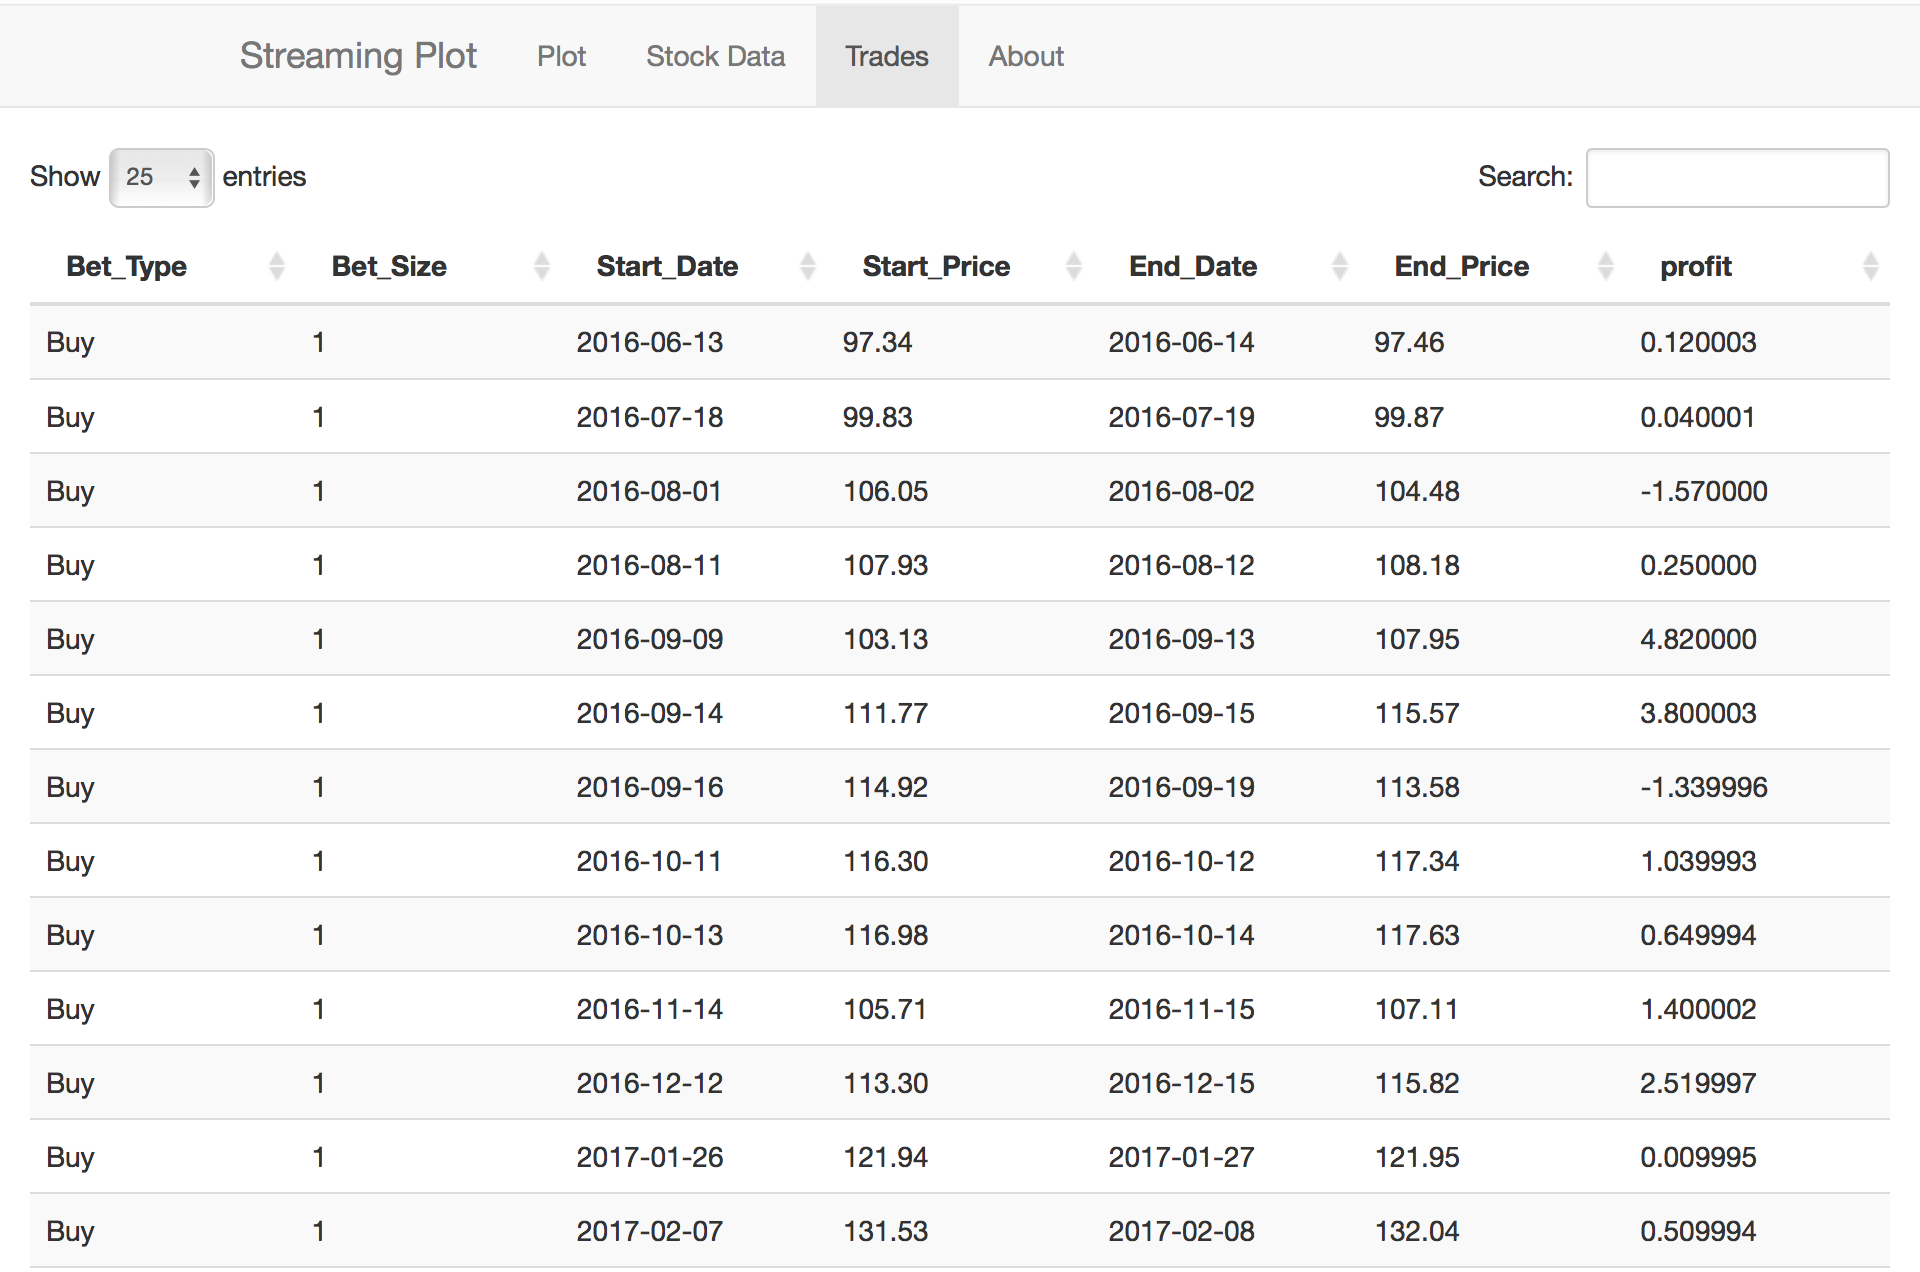 Streaming Plot Plot Stock Data Trades About
Show 25 entries Search:
Bet_Type Bet_Size Start_Date Start_Price End_Date End_Price profit
Buy 1 2016-06-13 97.34 2016-06-14 97.46 0.120003
Buy 1 2016-07-18 99.83 2016-07-19 99.87 0.040001
Buy 1 2016-08-01 106.05 2016-08-02 104.48 -1.570000
Buy 1 2016-08-11 107.93 2016-08-12 108.18 0.250000
Buy 1 2016-09-09 103.13 2016-09-13 107.95 4.820000
Buy 1 2016-09-14 111.77 2016-09-15 115.57 3.800003
Buy 1 2016-09-16 114.92 2016-09-19 113.58 -1.339996
Buy 1 2016-10-11 116.30 2016-10-12 117.34 1.039993
Buy 1 2016-10-13 116.98 2016-10-14 117.63 0.649994
Buy 1 2016-11-14 105.71 2016-11-15 107.11 1.400002
Buy 1 2016-12-12 113.30 2016-12-15 115.82 2.519997
Buy 1 2017-01-26 121.94 2017-01-27 121.95 0.009995
Buy 1 2017-02-07 131.53 2017-02-08 132.04 0.509994